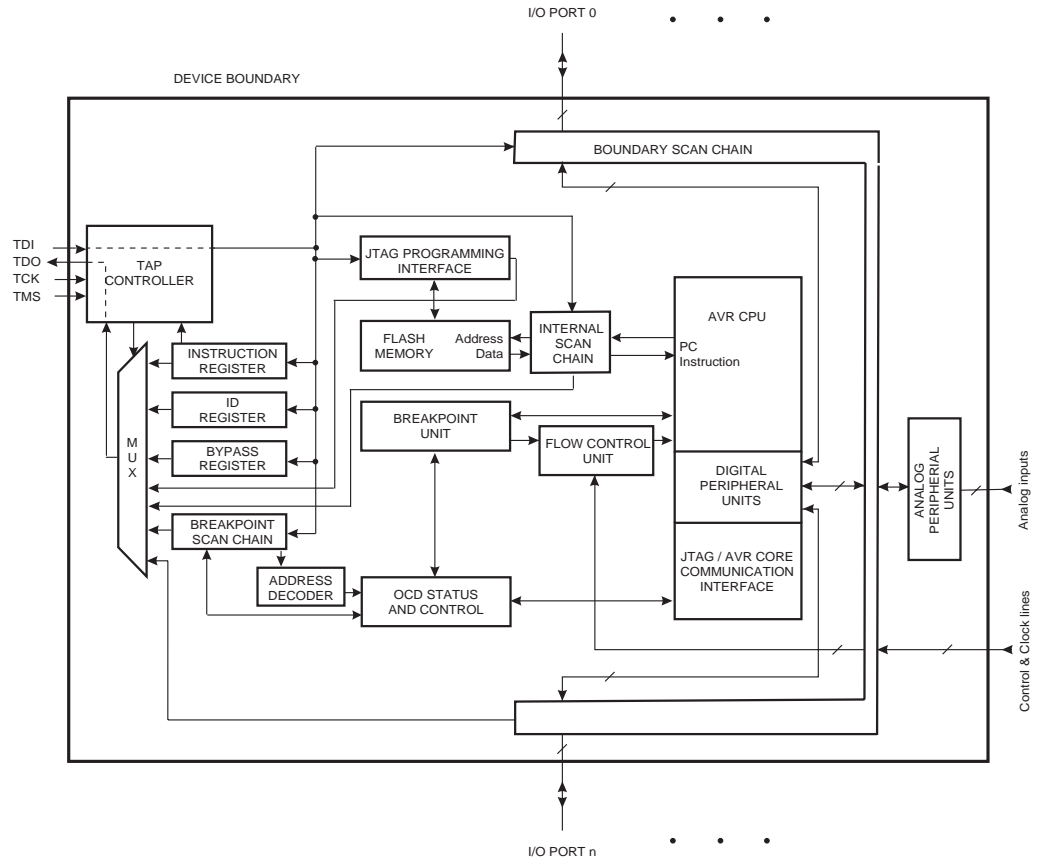 I/O PORT 0
DEVICE BOUNDARY
BOUNDARY SCAN CHAIN
TDI
TDO
TCK
TMS
TAP
CONTROLLER
JTAG PROGRAMMING
INTERFACE
AVR CPU
FLASH
MEMORY
Address
Data
INTERNAL
SCAN
CHAIN
PC
Instruction
INSTRUCTION
REGISTER
ID
REGISTER
M
U
X
BREAKPOINT
UNIT
FLOW CONTROL
UNIT
BYPASS
REGISTER
DIGITAL
PERIPHERAL
UNITS
ANALOG
PERIPHERIAL
UNITS
Analog inputs
BREAKPOINT
SCAN CHAIN
JTAG / AVR CORE
COMMUNICATION
INTERFACE
ADDRESS
DECODER
OCD STATUS
AND CONTROL
Control & Clock lines
I/O PORT n